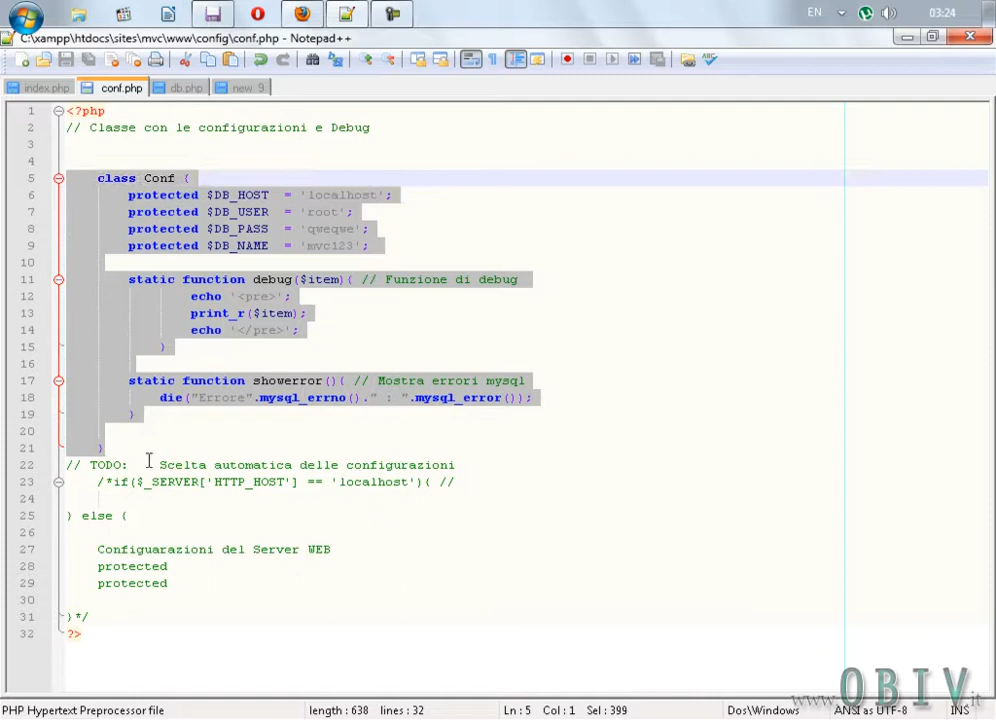 EN 03:24
C:\xampp\htdocs\sites\mvc\www\config\conf.php - Notepad++
index.php conf.php db.php new 9
1 <?php
2 // Classe con le configurazioni e Debug
3
4
5 class Conf {
6 protected $DB_HOST = 'localhost';
7 protected $DB_USER = 'root';
8 protected $DB_PASS = 'qweqwe';
9 protected $DB_NAME = 'mvc123';
10
11 static function debug($item){ // Funzione di debug
12 echo '<pre>';
13 print_r($item);
14 echo '</pre>';
15 }
16
17 static function showerror(){ // Mostra errori mysql
18 die("Errore".mysql_errno()." : ".mysql_error());
19 }
20
21 }
22 // TODO: Scelta automatica delle configurazioni
23 /*if($_SERVER['HTTP_HOST'] == 'localhost'){ //
24
25 } else {
26
27 Configuarazioni del Server WEB
28 protected
29 protected
30
31 }*/
32 ?>
www.OBIV.it
PHP Hypertext Preprocessor file length : 638 lines : 32 Ln : 5 Col : 1 Sel : 399 Dos\Windows ANSI as UTF-8 INS